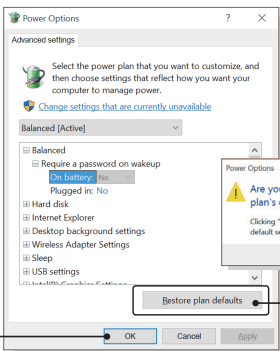 Power Options
Advanced settings
Select the power plan that you want to customize, and
then choose settings that reflect how you want your
computer to manage power.
Change settings that are currently unavailable
Balanced [Active]
Balanced
Require a password on wakeup
On battery: No
Plugged in: No
Hard disk
Internet Explorer
Desktop background settings
Wireless Adapter Settings
Sleep
USB settings
Intel(R) Graphics Settings
Power Options
Are you
plan's
Clicking "
default se
Restore plan defaults
OK Cancel Apply